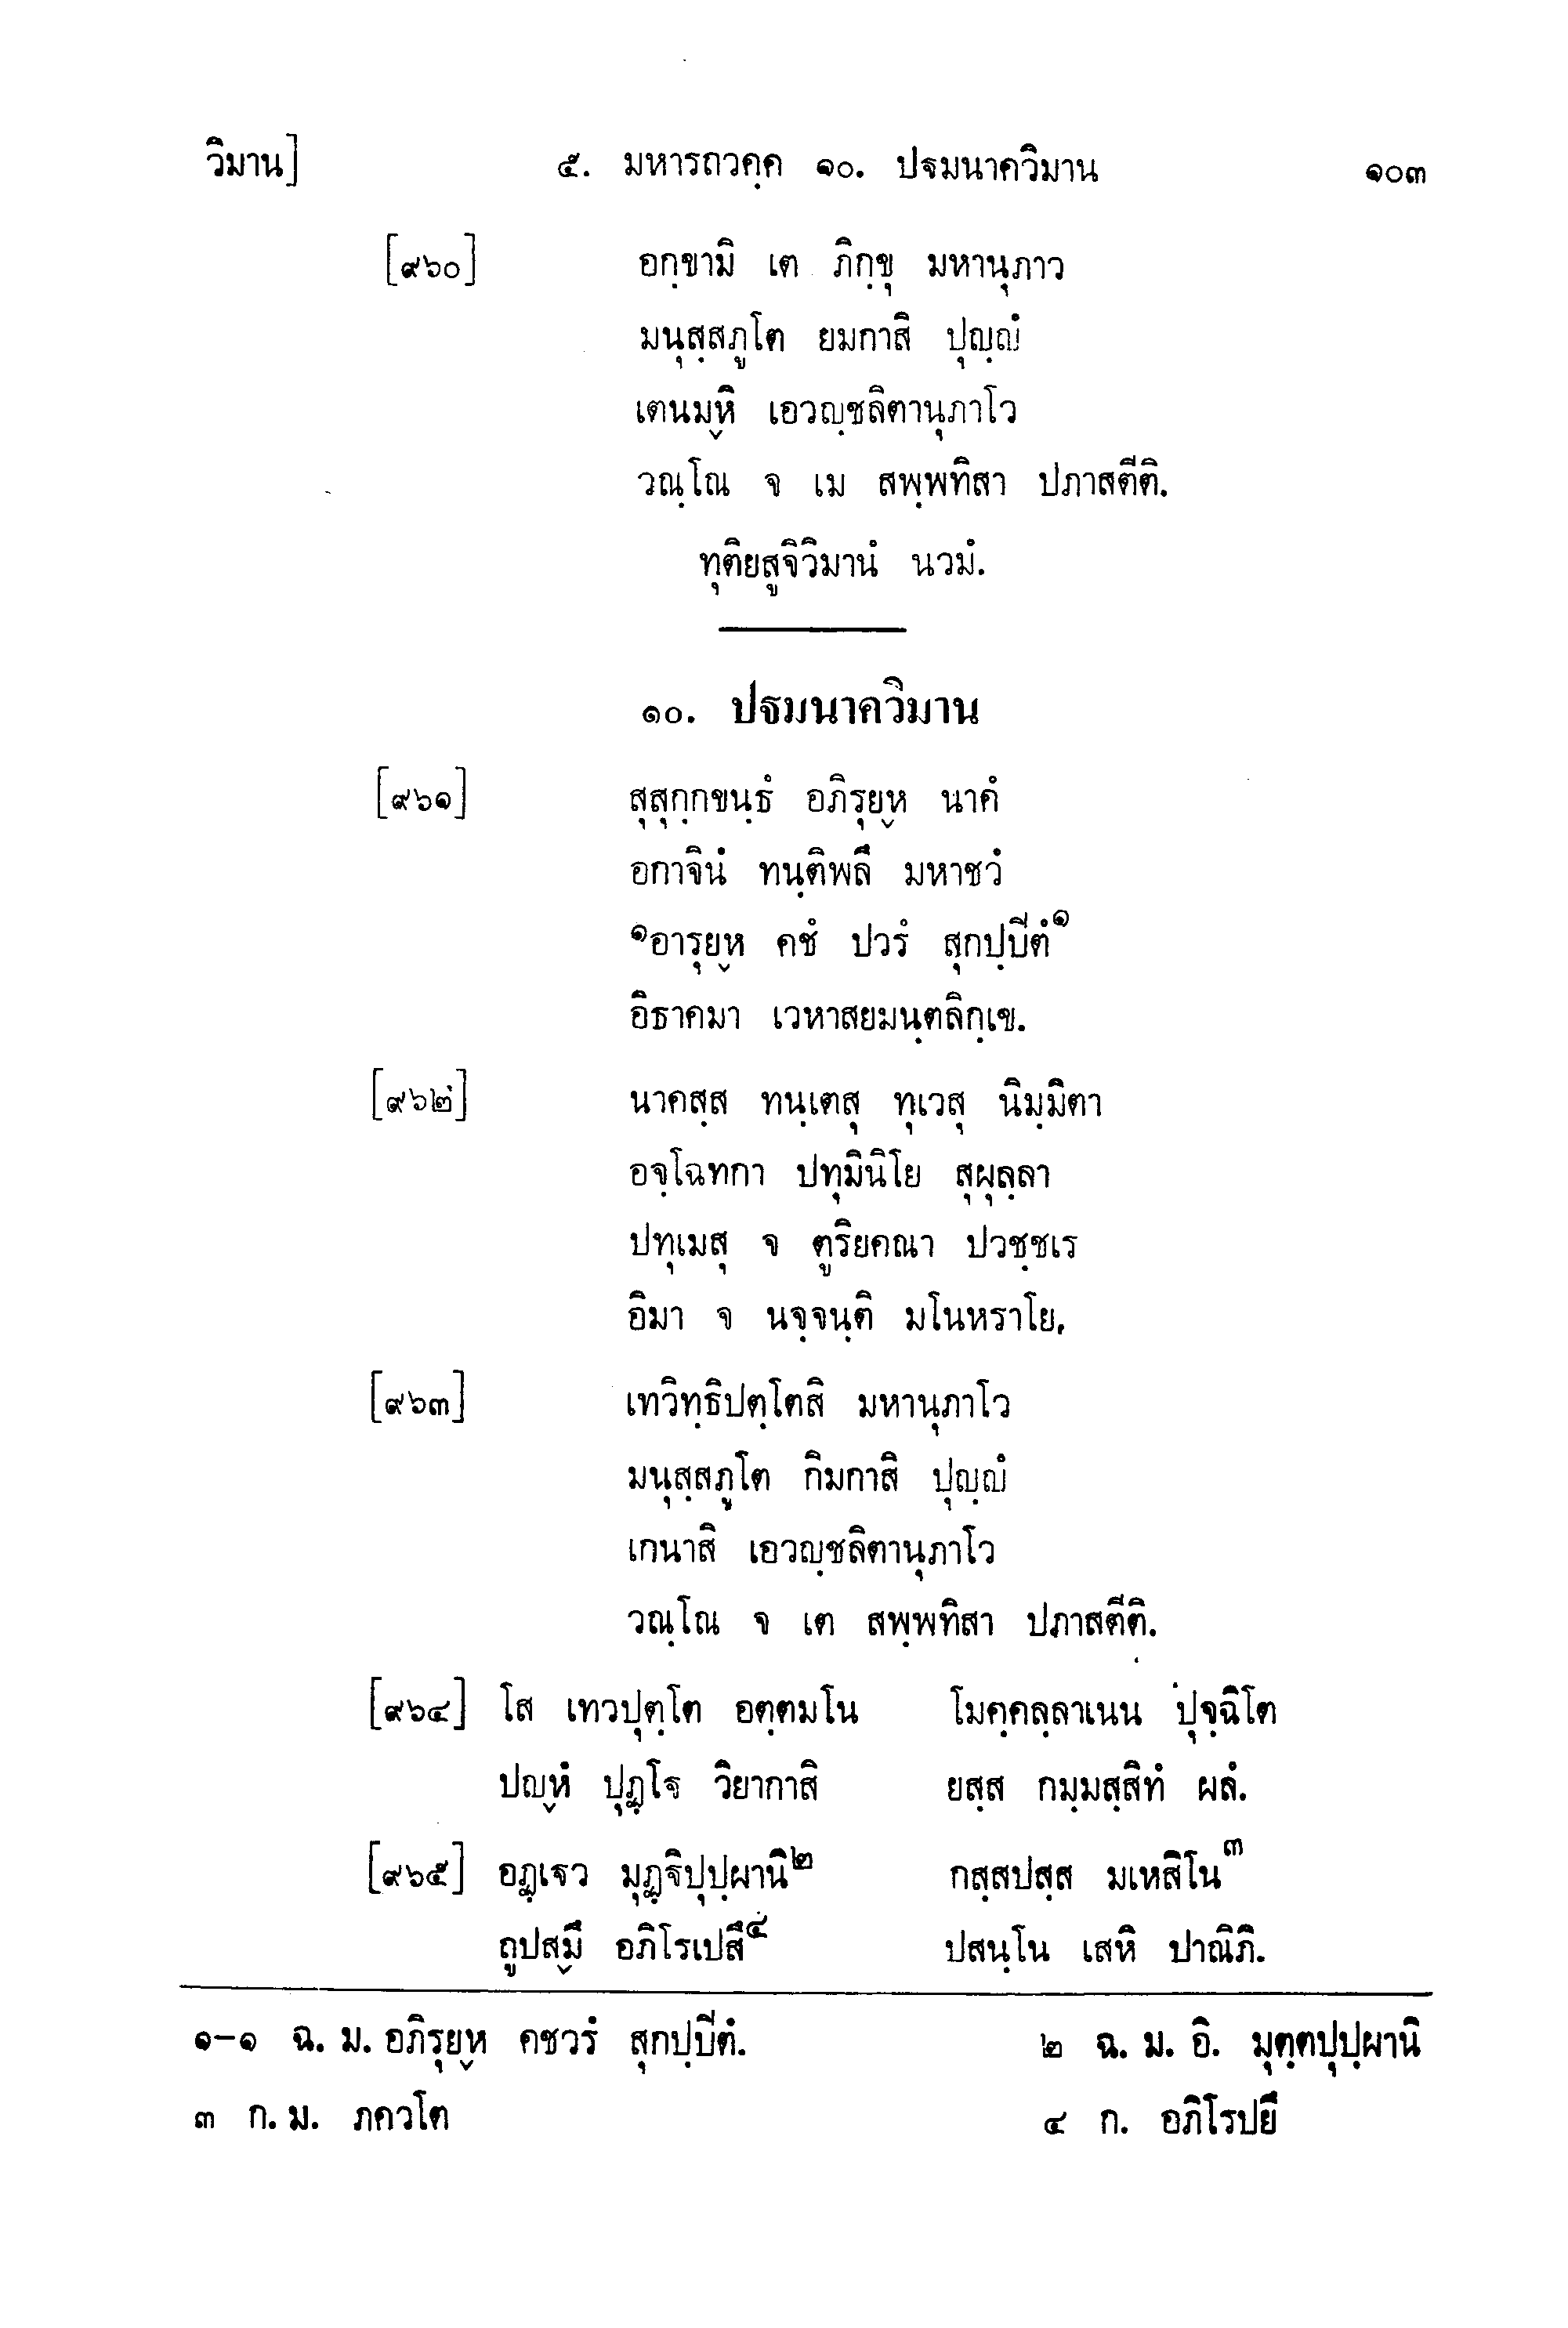 วิมาน] ๕. มหารถวคฺค ๑๐. ปฐมนาควิมาน ๑๐๓
[๙๖๐] อกฺขามิ เต ภิกฺขุ มหานุภาว
มนุสฺสภูโต ยมกาสิ ปุญฺญํ
เตนมฺหิ เอวญฺชลิตานุภาโว
วณฺโณ จ เม สพฺพทิสา ปภาสตีติ.
ทุติยสูจิวิมานํ นวมํ.
๑๐. ปฐมนาควิมาน
[๙๖๑] สุสุกฺกขนฺธํ อภิรุยฺห นาคํ
อกาจินํ ทนฺติพลึ มหาชวํ
๑อารุยฺห คชํ ปวรํ สุกปฺปีตํ๑
อิธาคมา เวหาสยมนฺตลิกฺเข.
[๙๖๒] นาคสฺส ทนฺเตสุ ทุเวสุ นิมฺมิตา
อจฺโฉทกา ปทุมินิโย สุผุลฺลา
ปทุเมสุ จ ตูริยคณา ปวชฺชเร
อิมา จ นจฺจนฺติ มโนหราโย.
[๙๖๓] เทวิทฺธิปตฺโตสิ มหานุภาโว
มนุสฺสภูโต กิมกาสิ ปุญฺญํ
เกนาสิ เอวญฺชลิตานุภาโว
วณฺโณ จ เต สพฺพทิสา ปภาสตีติ.
[๙๖๔] โส เทวปุตฺโต อตฺตมโน โมคฺคลฺลาเนน ปุจฺฉิโต
ปญฺหํ ปุฏฺโฐ วิยากาสิ ยสฺส กมฺมสฺสิทํ ผลํ.
[๙๖๕] อฏฺเฐว มุฏฺฐิปุปฺผานิ๒ กสฺสปสฺส มเหสิโน๓
ถูปสฺมึ อภิโรเปสึ๔ ปสนฺโน เสหิ ปาณิภิ.
๑-๑ ฉ. ม. อภิรุยฺห คชวรํ สุกปฺปีตํ. ๒ ฉ. ม. อิ. มุตฺตปุปฺผานิ
๓ ก. ม. ภควโต ๔ ก. อภิโรปยึ